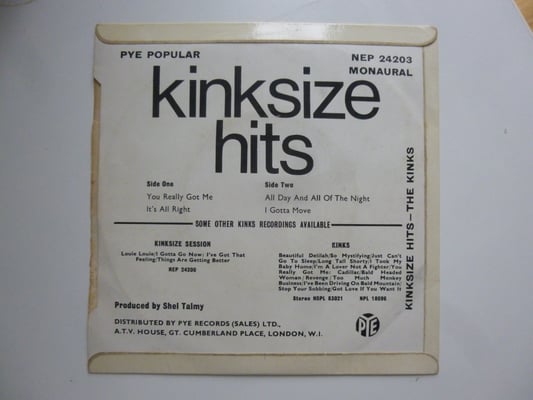 PYE POPULAR
NEP 24203
MONAURAL
kinksize
hits
Side One
You Really Got Me
It's All Right
Side Two
All Day And All Of The Night
I Gotta Move
SOME OTHER KINKS RECORDINGS AVAILABLE
KINKSIZE SESSION
Louie Louie/I Gotta Go Now/I've Got That
Feeling/Things Are Getting Better
NEP 24200
KINKS
Beautiful Delilah/So Mystifying/Just Can't
Go To Sleep/Long Tall Shorty/I Took My
Baby Home/I'm A Lover Not A Fighter/You
Really Got Me/Cadillac/Bald Headed
Woman/Revenge/Too Much Monkey
Business/I've Been Driving On Bald Mountain/
Stop Your Sobbing/Got Love If You Want It
Stereo NSPL 83021 NPL 18096
Produced by Shel Talmy
DISTRIBUTED BY PYE RECORDS (SALES) LTD.,
A.T.V. HOUSE, GT. CUMBERLAND PLACE, LONDON, W.I.
PYE
KINKSIZE HITS—THE KINKS